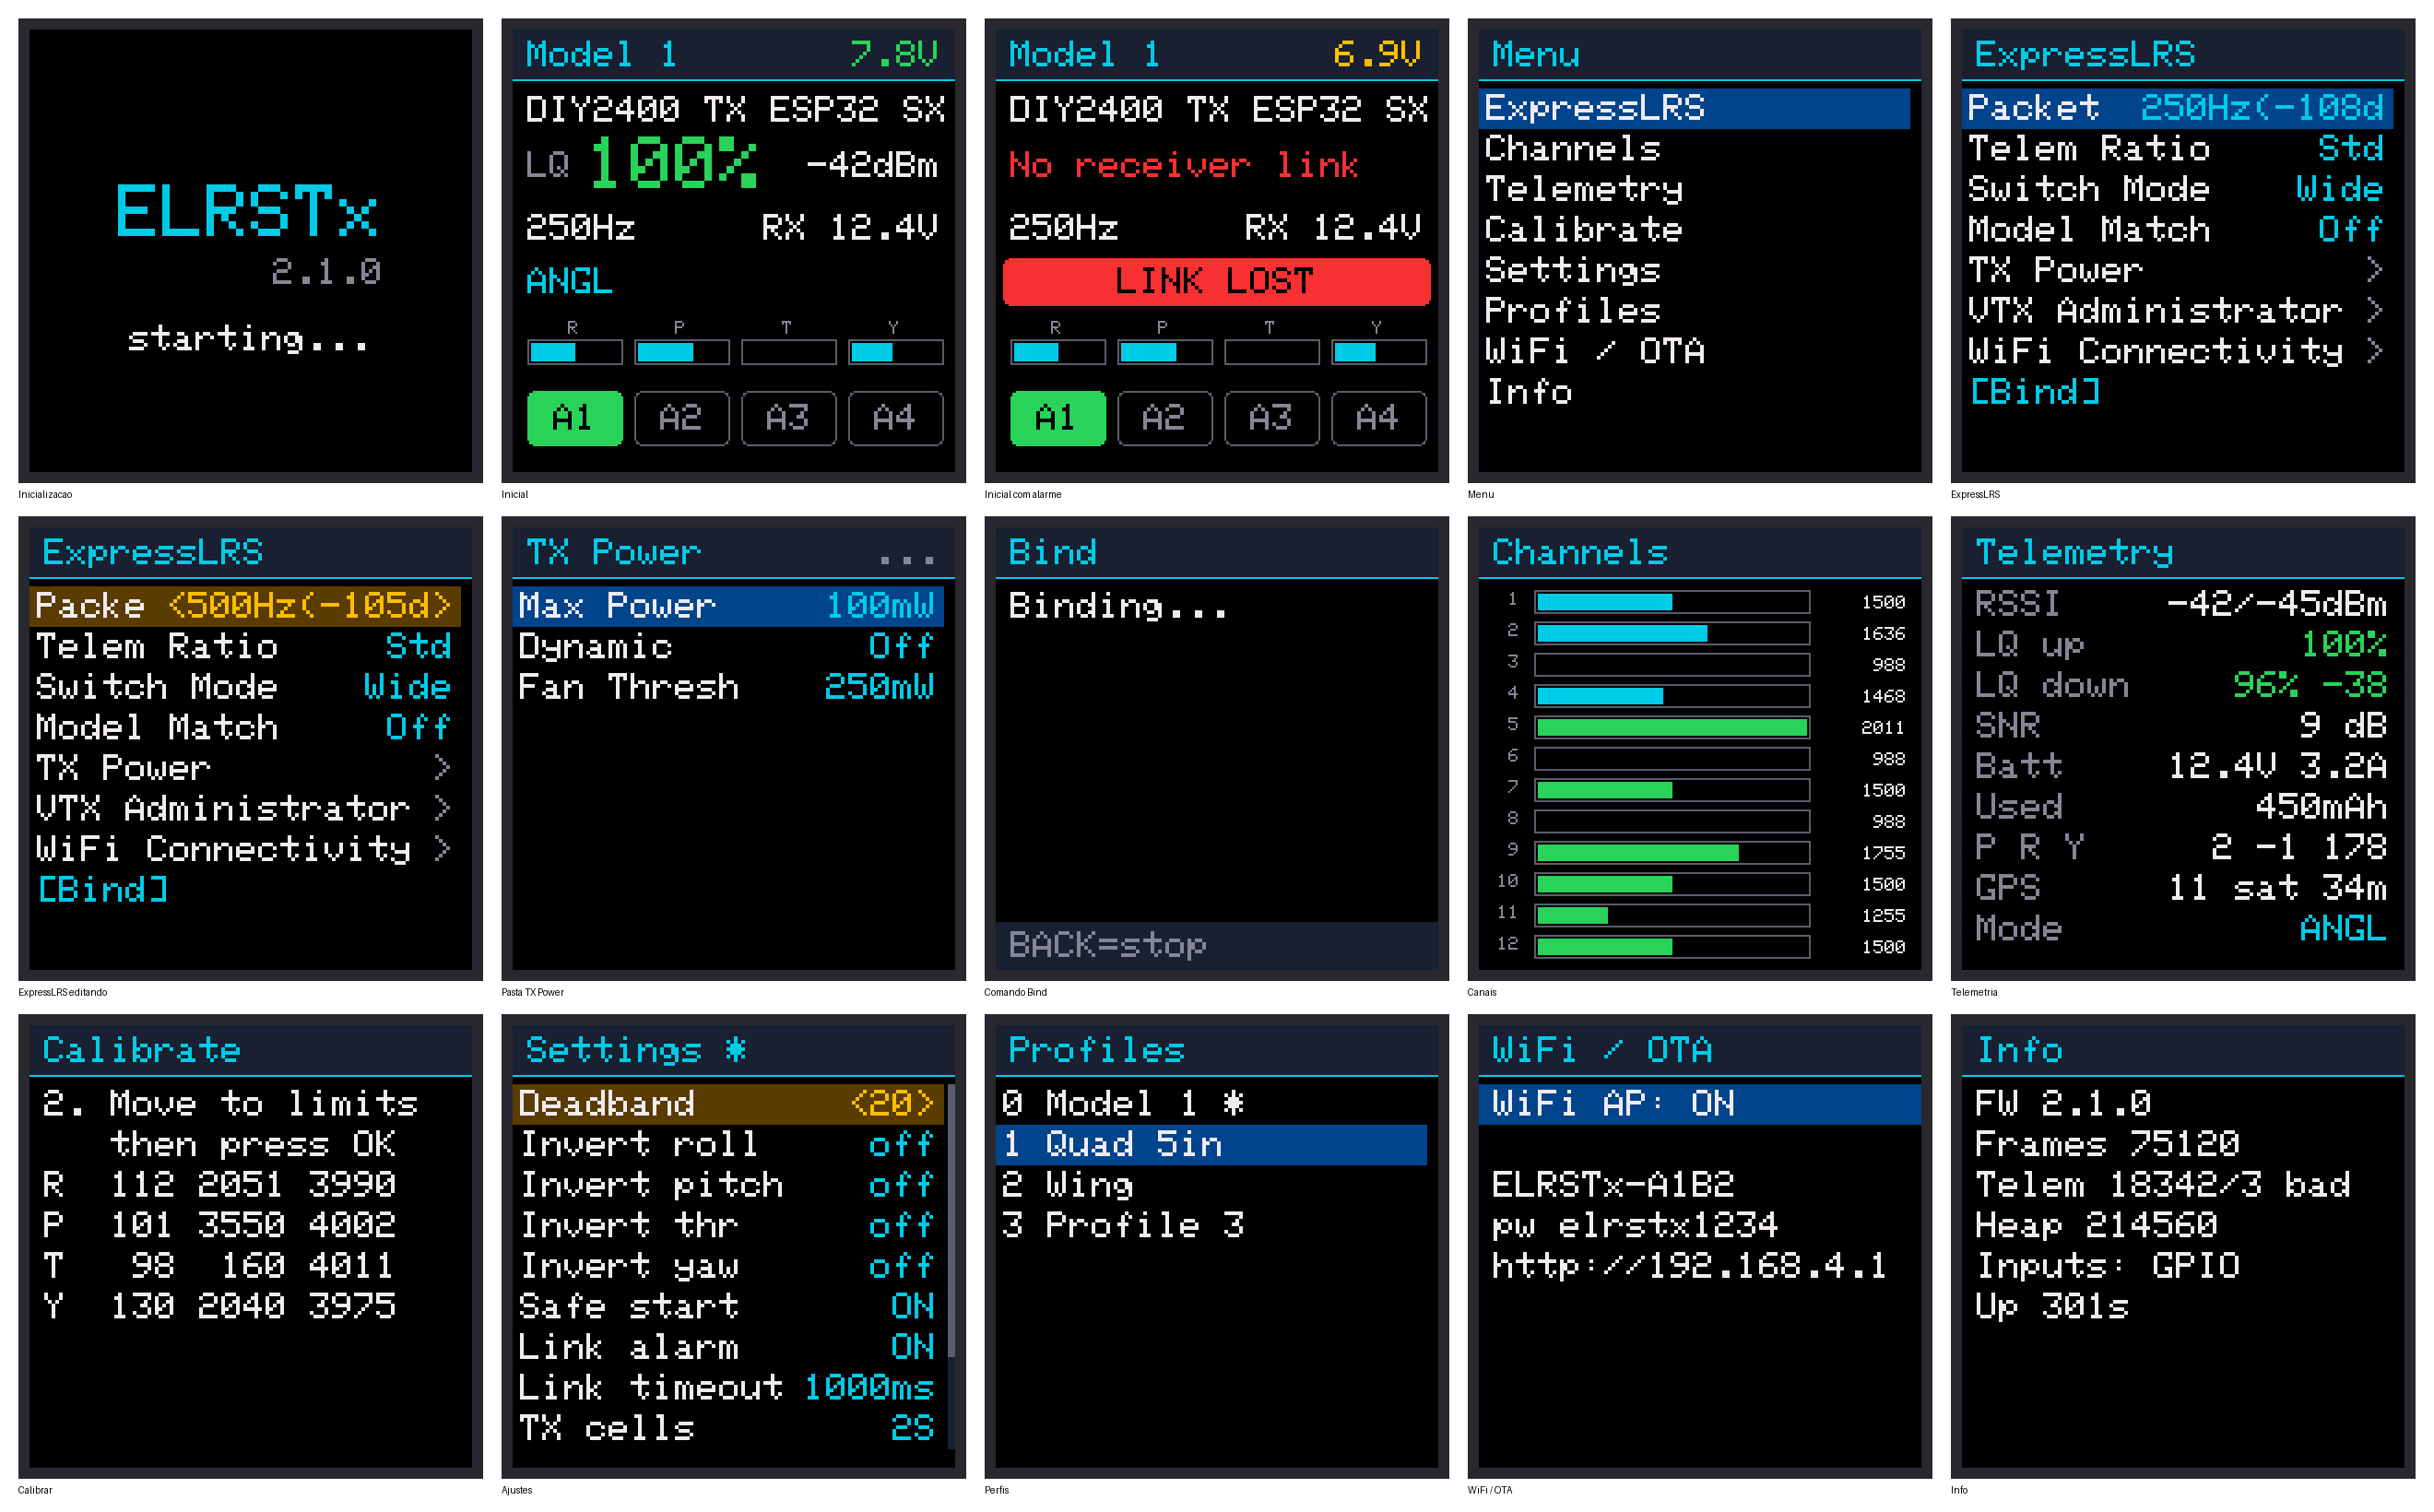 ELRSTx
2.1.0
starting...
Inicializacao
Model 1 7.8V
DIY2400 TX ESP32 SX
LQ 100% -42dBm
250Hz RX 12.4V
ANGL
R P T Y
A1 A2 A3 A4
Inicial
Model 1 6.9V
DIY2400 TX ESP32 SX
No receiver link
250Hz RX 12.4V
LINK LOST
R P T Y
A1 A2 A3 A4
Inicial com alarme
Menu
ExpressLRS
Channels
Telemetry
Calibrate
Settings
Profiles
WiFi / OTA
Info
Menu
ExpressLRS
Packet 250Hz(-108d
Telem Ratio Std
Switch Mode Wide
Model Match Off
TX Power >
VTX Administrator >
WiFi Connectivity >
[Bind]
ExpressLRS
ExpressLRS
Packe <500Hz(-105d>
Telem Ratio Std
Switch Mode Wide
Model Match Off
TX Power >
VTX Administrator >
WiFi Connectivity >
[Bind]
ExpressLRS editando
TX Power ...
Max Power 100mW
Dynamic Off
Fan Thresh 250mW
Pasta TX Power
Bind
Binding...
BACK=stop
Comando Bind
Channels
1 1500
2 1636
3 988
4 1468
5 2011
6 988
7 1500
8 988
9 1755
10 1500
11 1255
12 1500
Canais
Telemetry
RSSI -42/-45dBm
LQ up 100%
LQ down 96% -38
SNR 9 dB
Batt 12.4V 3.2A
Used 450mAh
P R Y 2 -1 178
GPS 11 sat 34m
Mode ANGL
Telemetria
Calibrate
2. Move to limits
then press OK
R 112 2051 3990
P 101 3550 4002
T 98 160 4011
Y 130 2040 3975
Calibrar
Settings *
Deadband <20>
Invert roll off
Invert pitch off
Invert thr off
Invert yaw off
Safe start ON
Link alarm ON
Link timeout 1000ms
TX cells 2S
Ajustes
Profiles
0 Model 1 *
1 Quad 5in
2 Wing
3 Profile 3
Perfis
WiFi / OTA
WiFi AP: ON
ELRSTx-A1B2
pw elrstx1234
http://192.168.4.1
WiFi / OTA
Info
FW 2.1.0
Frames 75120
Telem 18342/3 bad
Heap 214560
Inputs: GPIO
Up 301s
Info